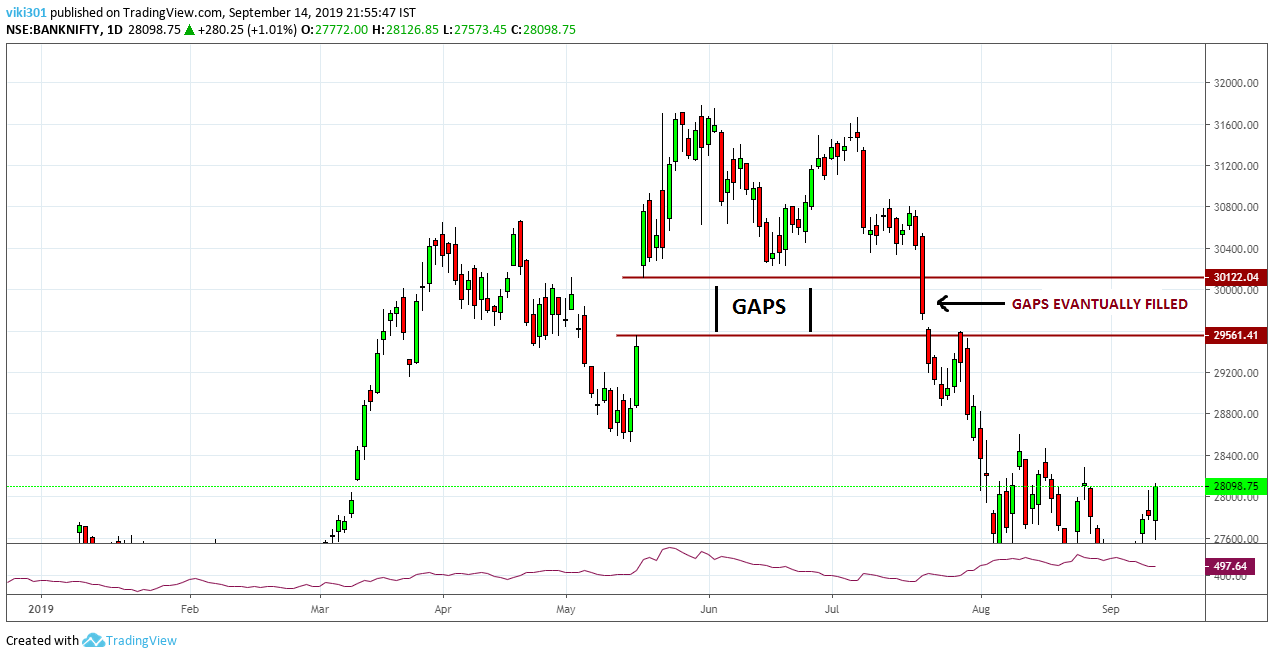 viki301 published on TradingView.com, September 14, 2019 21:55:47 IST
NSE:BANKNIFTY, 1D 28098.75 ▲ +280.25 (+1.01%) O:27772.00 H:28126.85 L:27573.45 C:28098.75
32000.00
31600.00
31200.00
30800.00
30400.00
30122.04
30000.00
GAPS
GAPS EVANTUALLY FILLED
29561.41
29200.00
28800.00
28400.00
28098.75
28000.00
27600.00
497.64
400.00
2019 Feb Mar Apr May Jun Jul Aug Sep
Created with TradingView